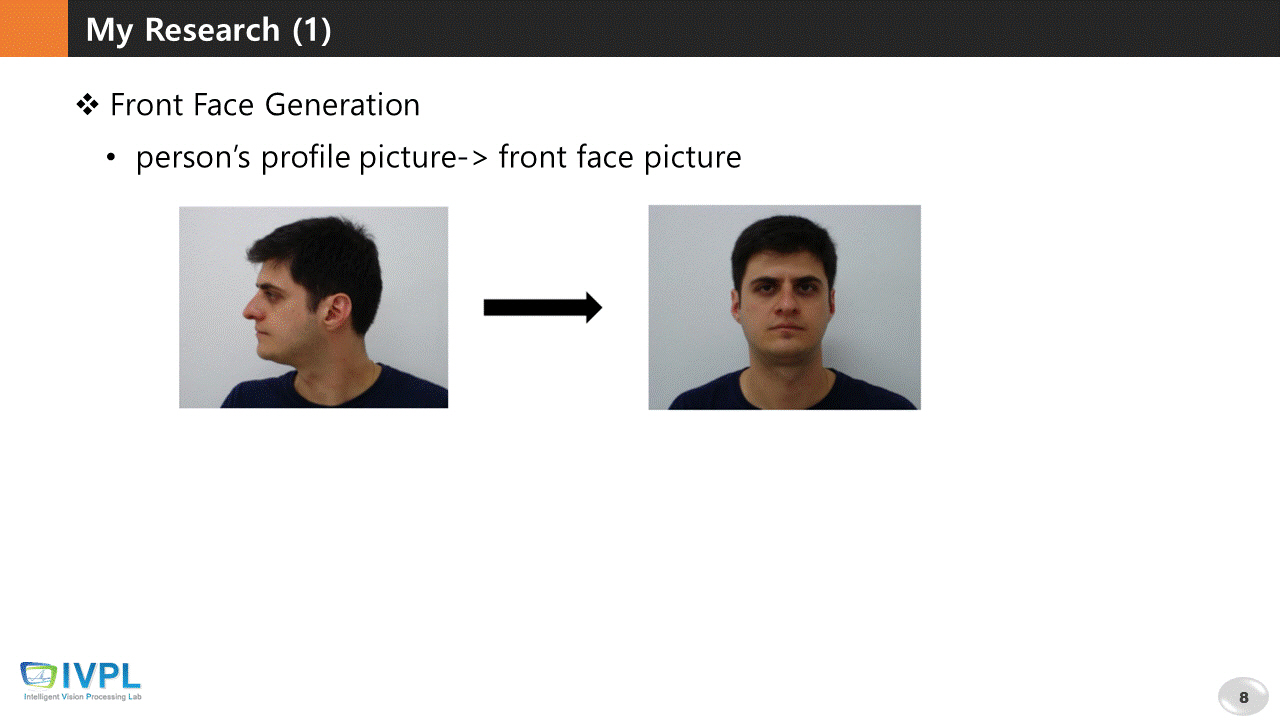 My Research (1)
❖ Front Face Generation
• person’s profile picture-> front face picture
IVPL
Intelligent Vision Processing Lab
8